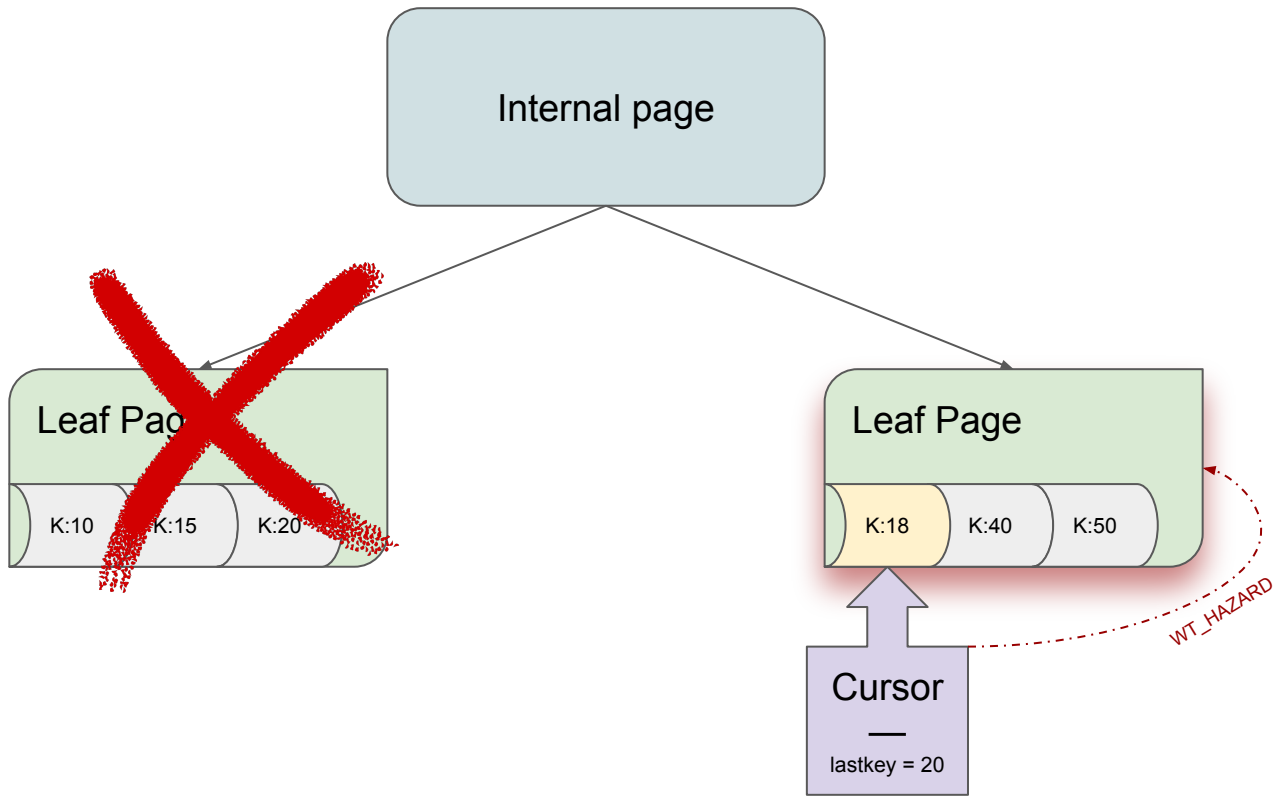 Internal page
Leaf Page
K:10
K:15
K:20
Leaf Page
K:18
K:40
K:50
WT_HAZARD
Cursor
—
lastkey = 20